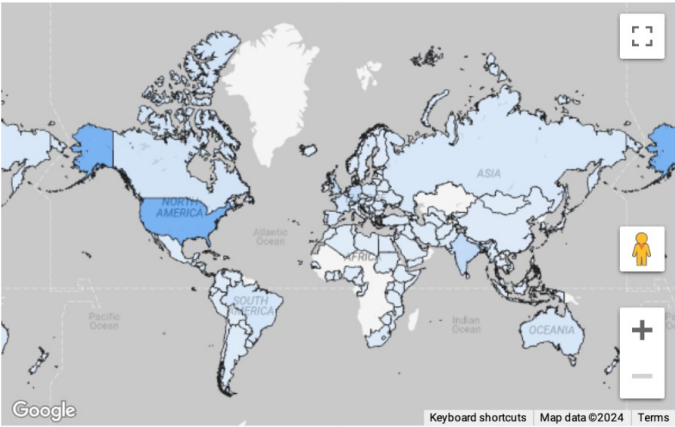 ASIA
NORTH
AMERICA
Atlantic
Ocean
AFRICA
SOUTH
AMERICA
Pacific
Ocean
Indian
Ocean
OCEANIA
Google
Keyboard shortcuts
Map data ©2024
Terms